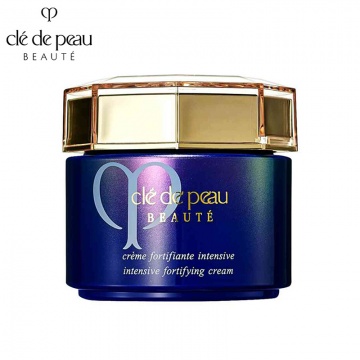 clé de peau
BEAUTÉ
clé de peau
BEAUTÉ
crème fortifiante intensive
intensive fortifying cream